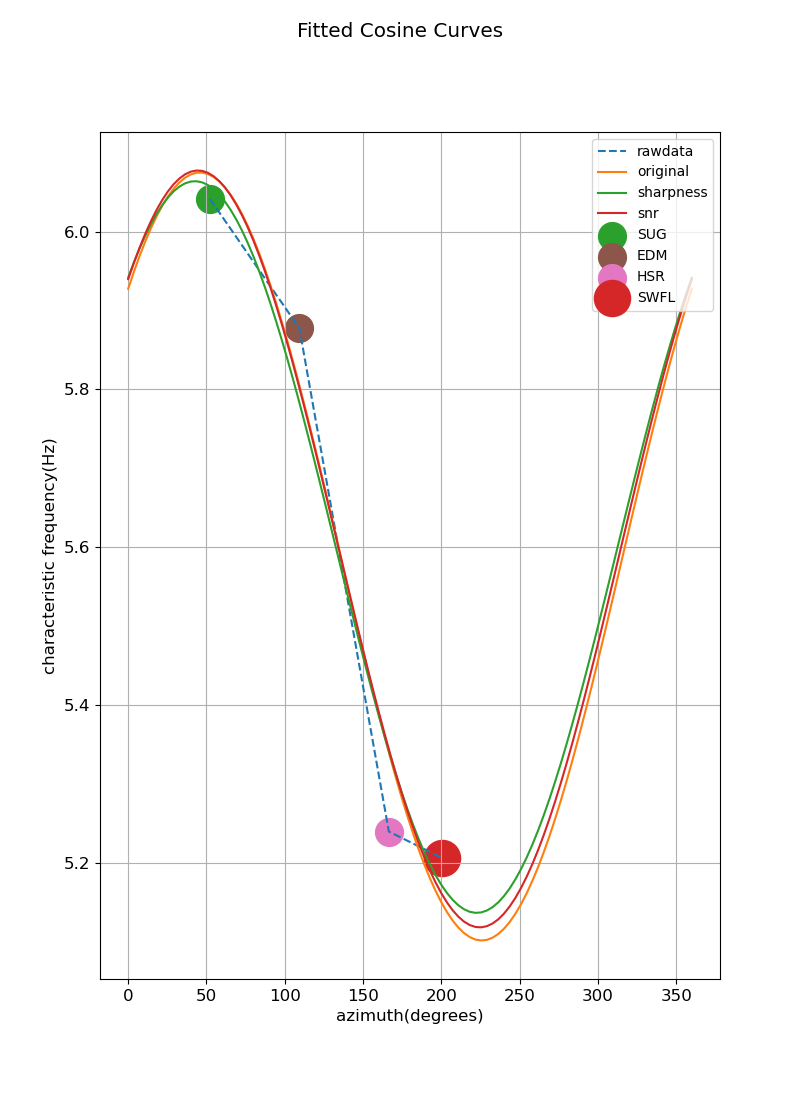 Fitted Cosine Curves
rawdata
original
sharpness
snr
SUG
EDM
HSR
SWFL
characteristic frequency(Hz)
6.0
5.8
5.6
5.4
5.2
0 50 100 150 200 250 300 350
azimuth(degrees)